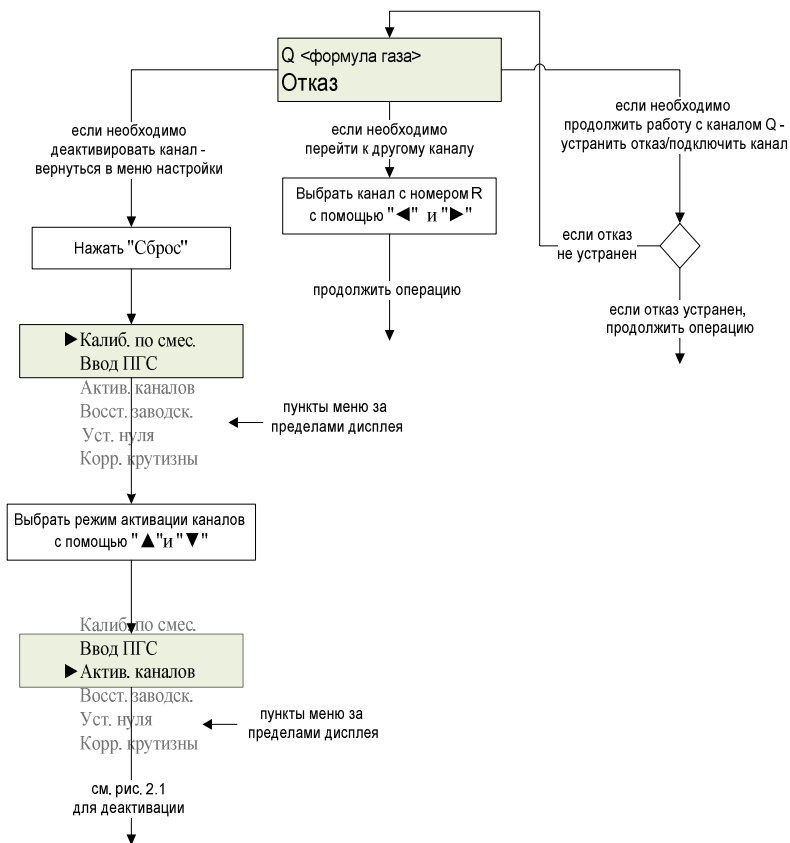 Q <формула газа>
Отказ
если необходимо
деактивировать канал -
вернуться в меню настройки
если необходимо
перейти к другому каналу
если необходимо
продолжить работу с каналом Q -
устранить отказ/подключить канал
Нажать "Сброс"
Выбрать канал с номером R
с помощью "◄" и "►"
если отказ
не устранен
продолжить операцию
если отказ устранен,
продолжить операцию
►Калиб. по смес.
Ввод ПГС
Актив. каналов
Восст. заводск.
Уст. нуля
Корр. крутизны
пункты меню за
пределами дисплея
Выбрать режим активации каналов
с помощью "▲"и "▼"
Калиб. по смес.
Ввод ПГС
►Актив. каналов
Восст. заводск.
Уст. нуля
Корр. крутизны
пункты меню за
пределами дисплея
см. рис. 2.1
для деактивации